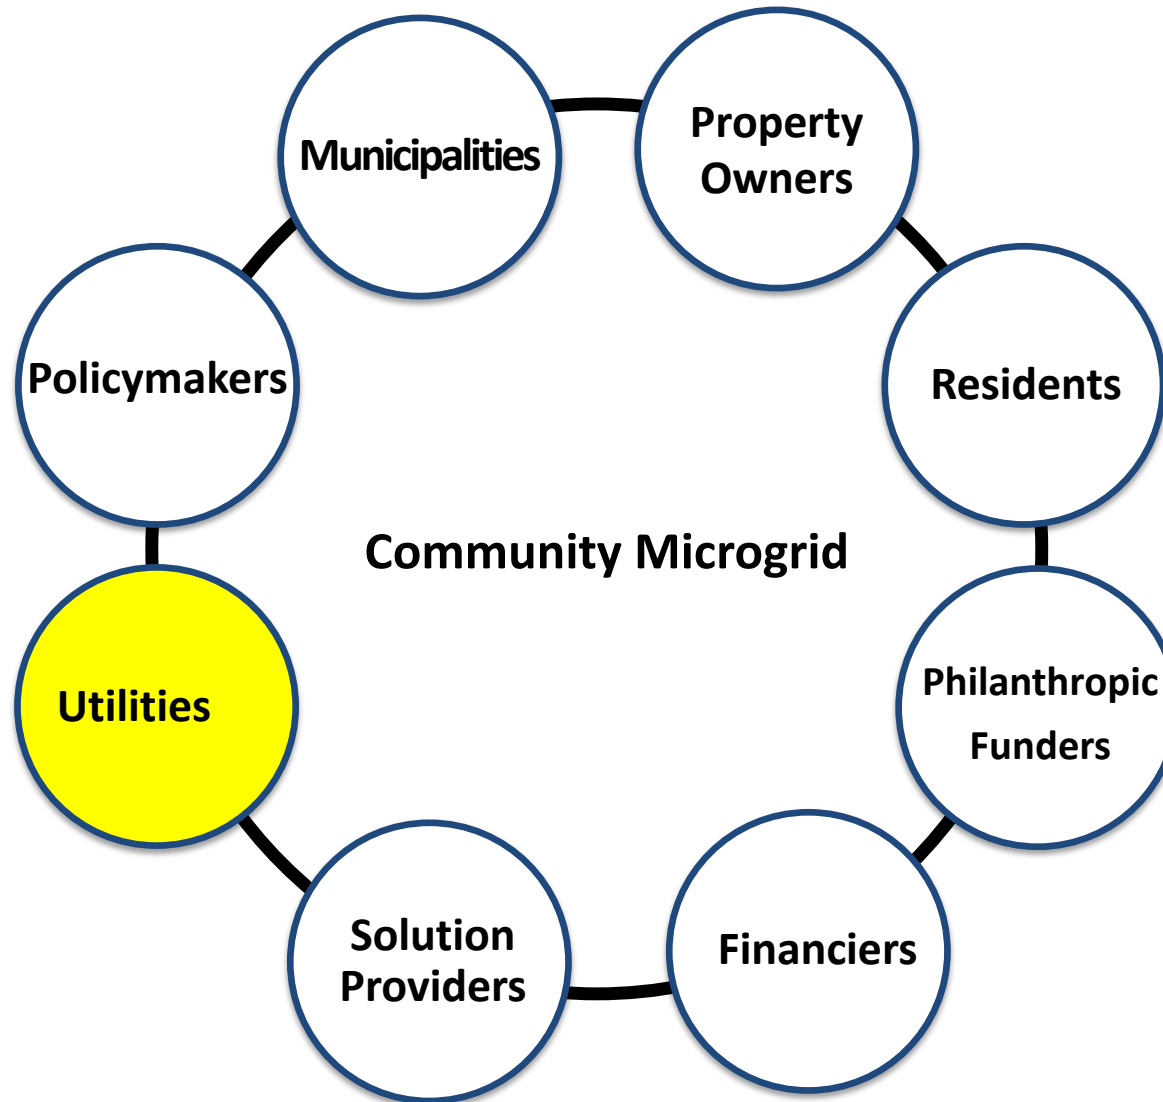 Municipalities
Property
Owners
Policymakers
Residents
Community Microgrid
Utilities
Philanthropic
Funders
Solution
Providers
Financiers